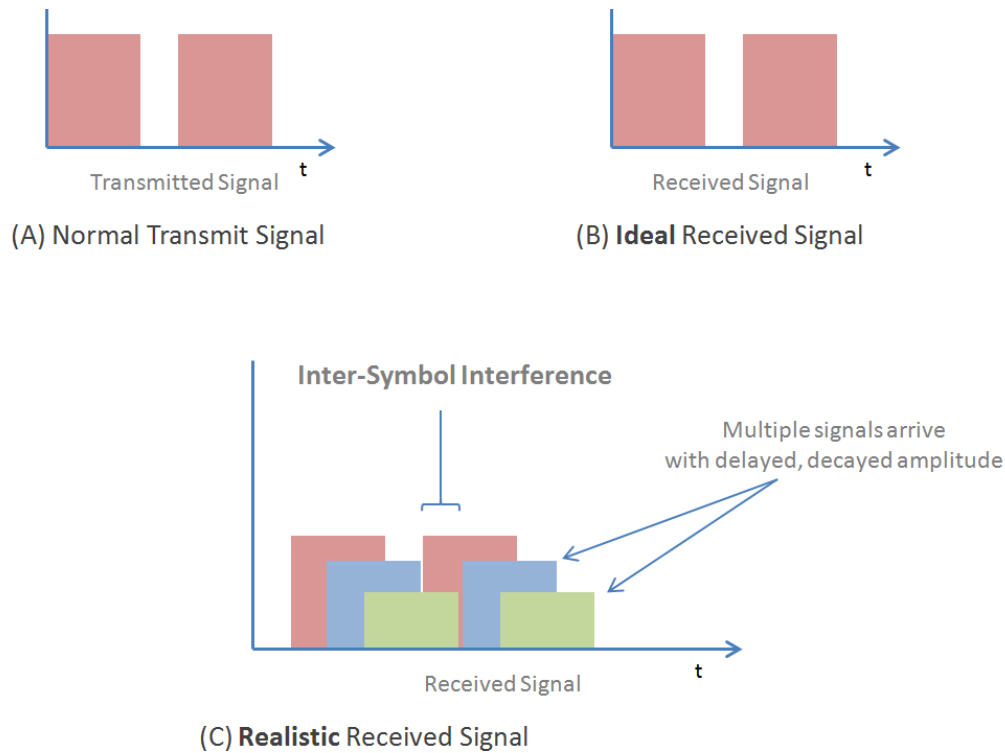 t
Transmitted Signal
(A) Normal Transmit Signal
t
Received Signal
(B) Ideal Received Signal
Inter-Symbol Interference
Multiple signals arrive
with delayed, decayed amplitude
t
Received Signal
(C) Realistic Received Signal